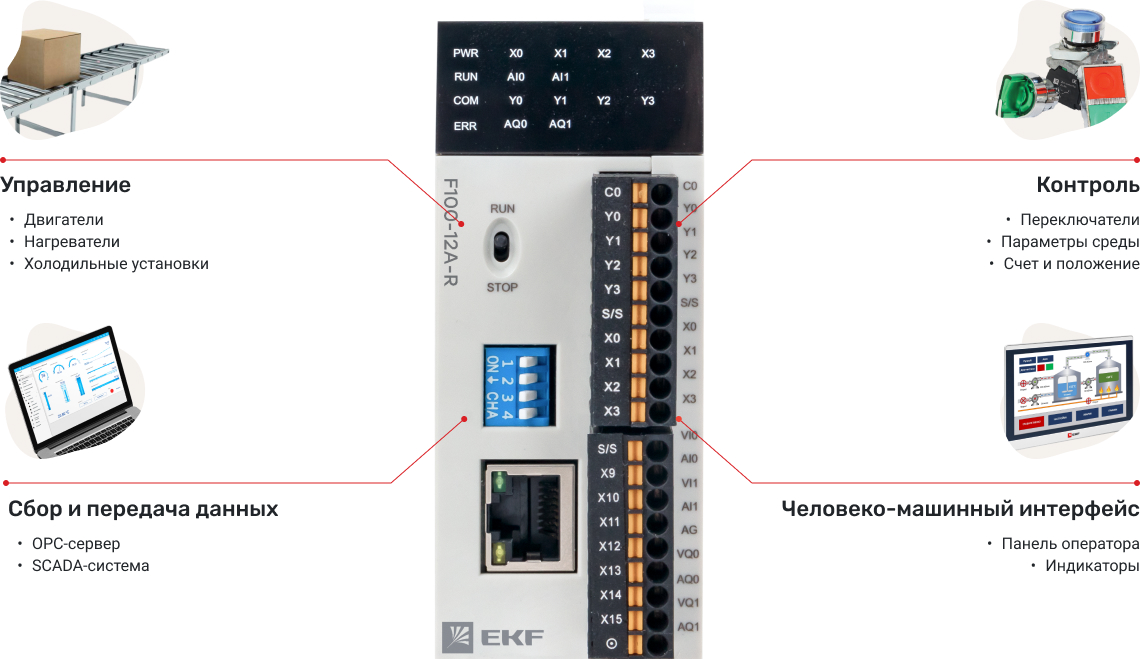 PWR X0 X1 X2 X3
RUN AI0 AI1
COM Y0 Y1 Y2 Y3
ERR AQ0 AQ1
Управление
• Двигатели
• Нагреватели
• Холодильные установки
Контроль
• Переключатели
• Параметры среды
• Счет и положение
F100-12A-R
RUN
STOP
C0 C0
Y0 Y0
Y1 Y1
Y2 Y2
Y3 Y3
S/S S/S
X0 X0
X1 X1
X2 X2
X3 X3
1 2 3 4
ON CHA
VI0
S/S AI0
X9 VI1
X10 AI1
X11 AG
X12 VQ0
X13 AQ0
X14 VQ1
X15 AQ1
EKF
Сбор и передача данных
• OPC-сервер
• SCADA-система
EKF
Человеко-машинный интерфейс
• Панель оператора
• Индикаторы